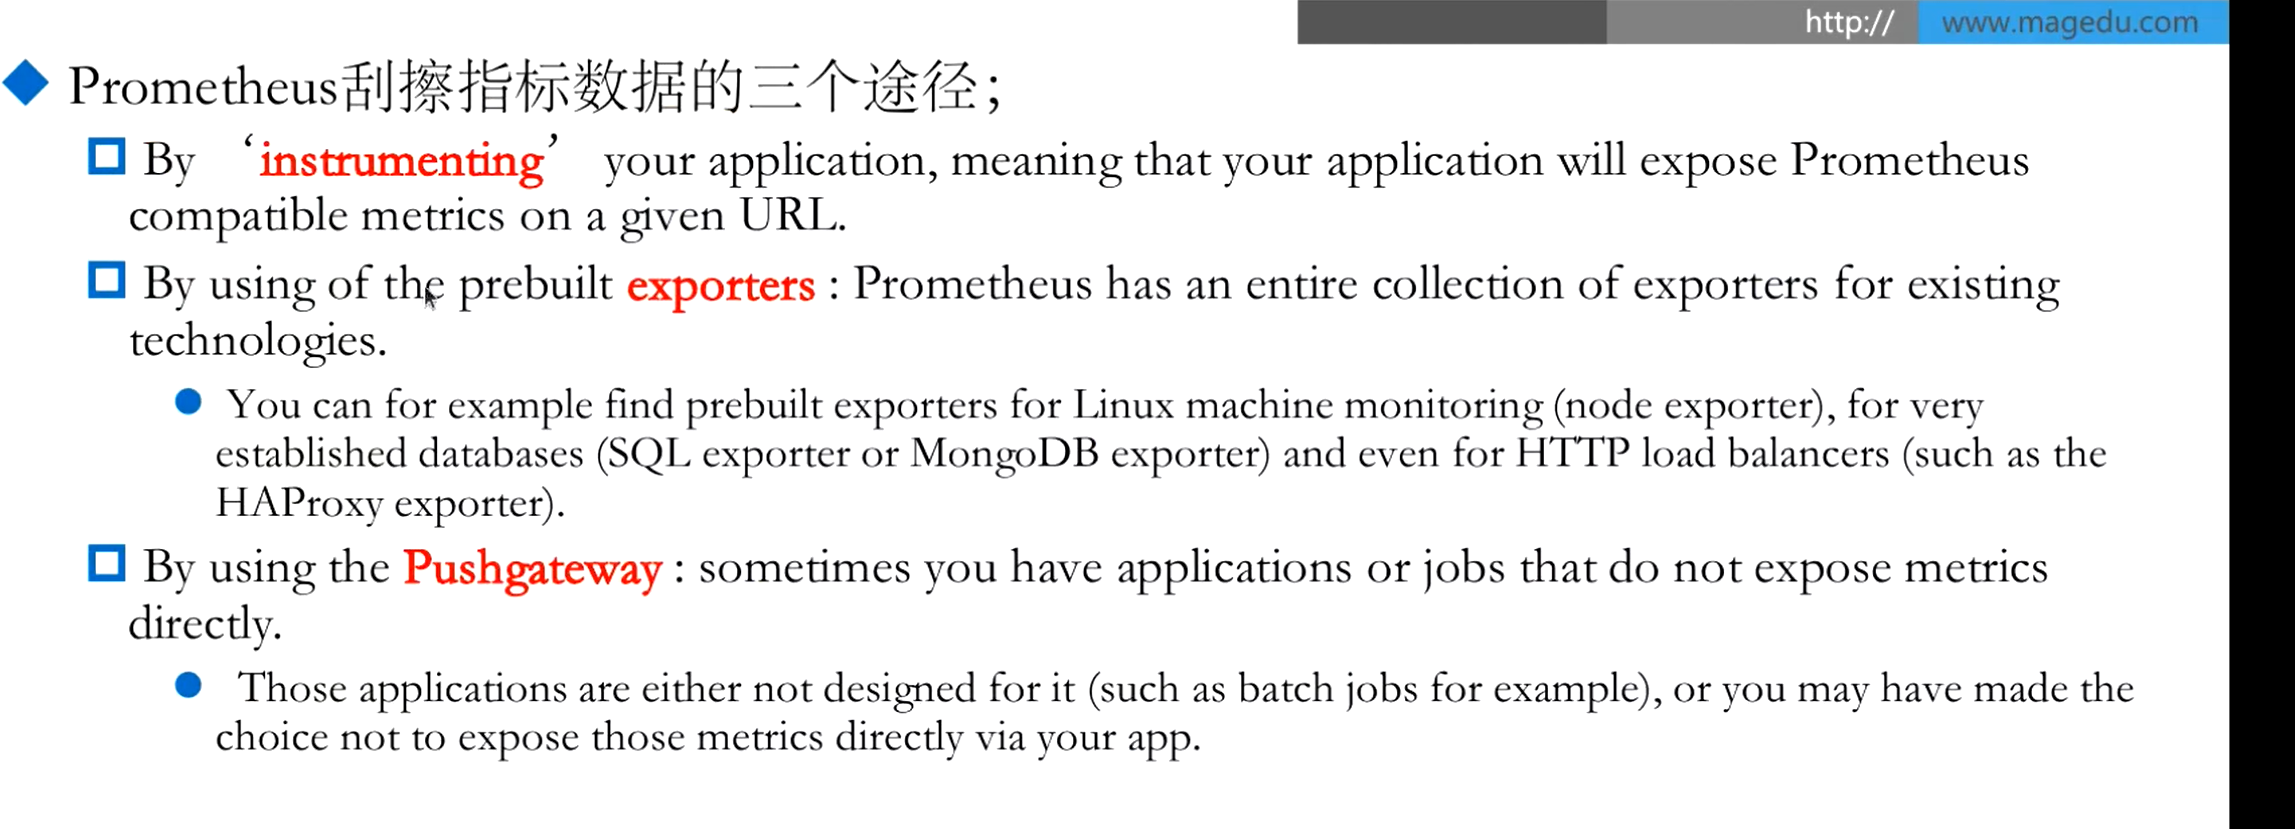 http:// www.magedu.com
Prometheus刮擦指标数据的三个途径；
By ‘instrumenting’ your application, meaning that your application will expose Prometheus
compatible metrics on a given URL.
By using of the prebuilt exporters : Prometheus has an entire collection of exporters for existing
technologies.
You can for example find prebuilt exporters for Linux machine monitoring (node exporter), for very
established databases (SQL exporter or MongoDB exporter) and even for HTTP load balancers (such as the
HAProxy exporter).
By using the Pushgateway : sometimes you have applications or jobs that do not expose metrics
directly.
Those applications are either not designed for it (such as batch jobs for example), or you may have made the
choice not to expose those metrics directly via your app.